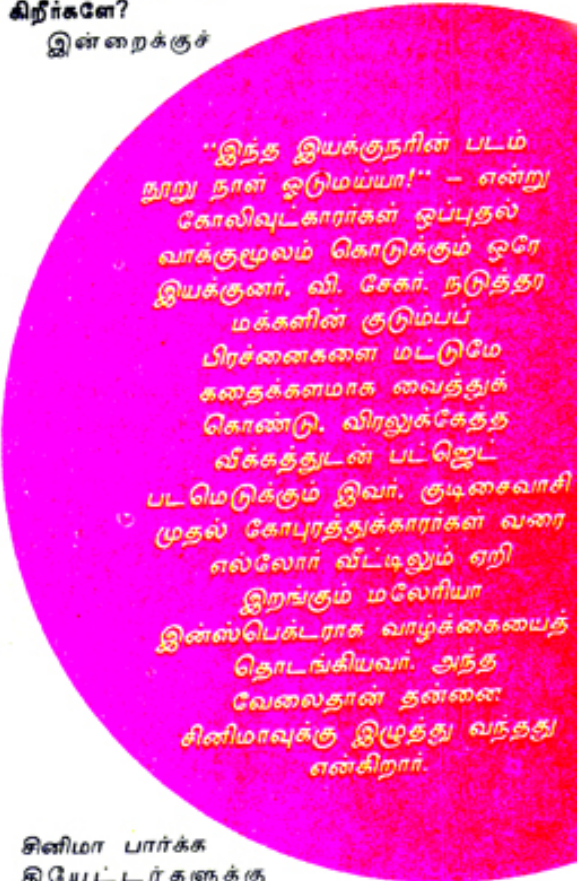 கிறீர்களே?
இன்றைக்குச்
"இந்த இயக்குநரின் படம்
நூறு நாள் ஓடுமய்யா!" – என்று
கோலிவுட்காரர்கள் ஒப்புதல்
வாக்குமூலம் கொடுக்கும் ஒரே
இயக்குனர், வி. சேகர். நடுத்தர
மக்களின் குடும்பப்
பிரச்னைகளை மட்டுமே
கதைக்களமாக வைத்துக்
கொண்டு, விரலுக்கேத்த
வீக்கத்துடன் பட்ஜெட்
படமெடுக்கும் இவர், குடிசைவாசி
முதல் கோபுரத்துக்காரர்கள் வரை
எல்லோர் வீட்டிலும் ஏறி
இறங்கும் மலேரியா
இன்ஸ்பெக்டராக வாழ்க்கையைத்
தொடங்கியவர். அந்த
வேலைதான் தன்னை
சினிமாவுக்கு இழுத்து வந்தது
என்கிறார்.
சினிமா பார்க்க
தியேட்டர்களுக்கு